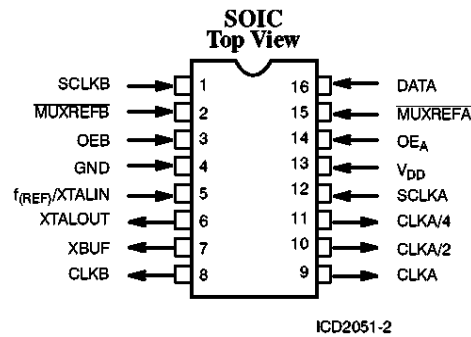 SOIC
Top View
SCLKB 1 16 DATA
MUXREFB 2 15 MUXREFA
OEB 3 14 OEA
GND 4 13 VDD
f(REF)/XTALIN 5 12 SCLKA
XTALOUT 6 11 CLKA/4
XBUF 7 10 CLKA/2
CLKB 8 9 CLKA
ICD2051-2